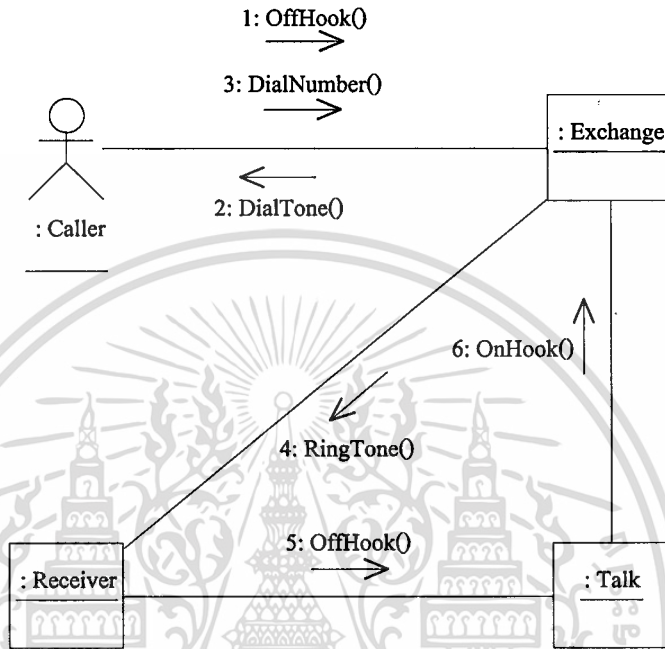 1: OffHook()
3: DialNumber()
: Exchange
2: DialTone()
: Caller
6: OnHook()
4: RingTone()
5: OffHook()
: Receiver
: Talk